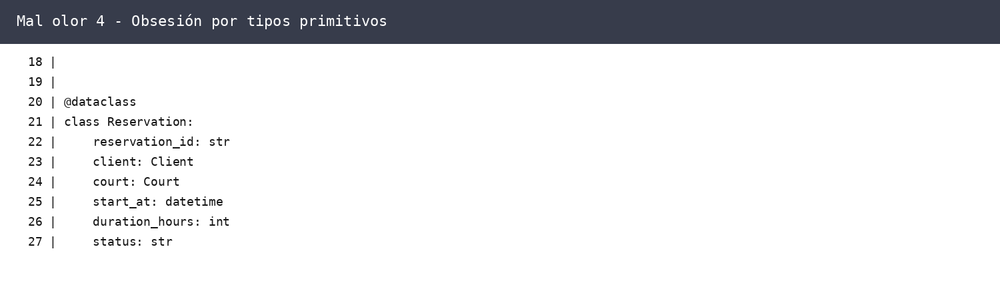 Mal olor 4 - Obsesión por tipos primitivos
18 |
19 |
20 | @dataclass
21 | class Reservation:
22 |     reservation_id: str
23 |     client: Client
24 |     court: Court
25 |     start_at: datetime
26 |     duration_hours: int
27 |     status: str